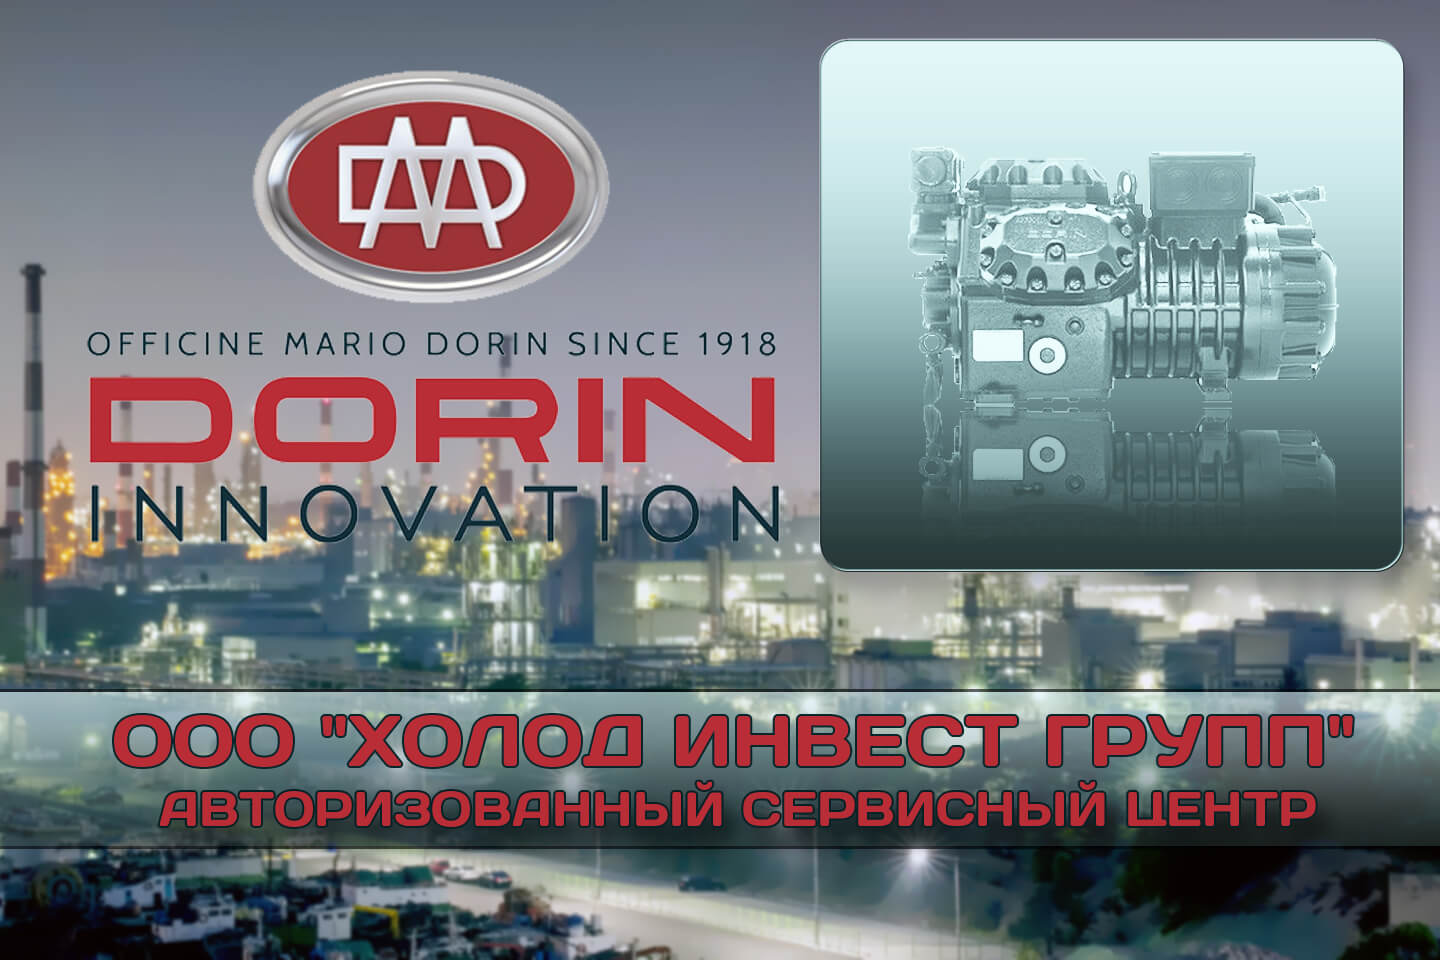 OFFICINE MARIO DORIN SINCE 1918
DORIN
INNOVATION
ООО "ХОЛОД ИНВЕСТ ГРУПП"
АВТОРИЗОВАННЫЙ СЕРВИСНЫЙ ЦЕНТР